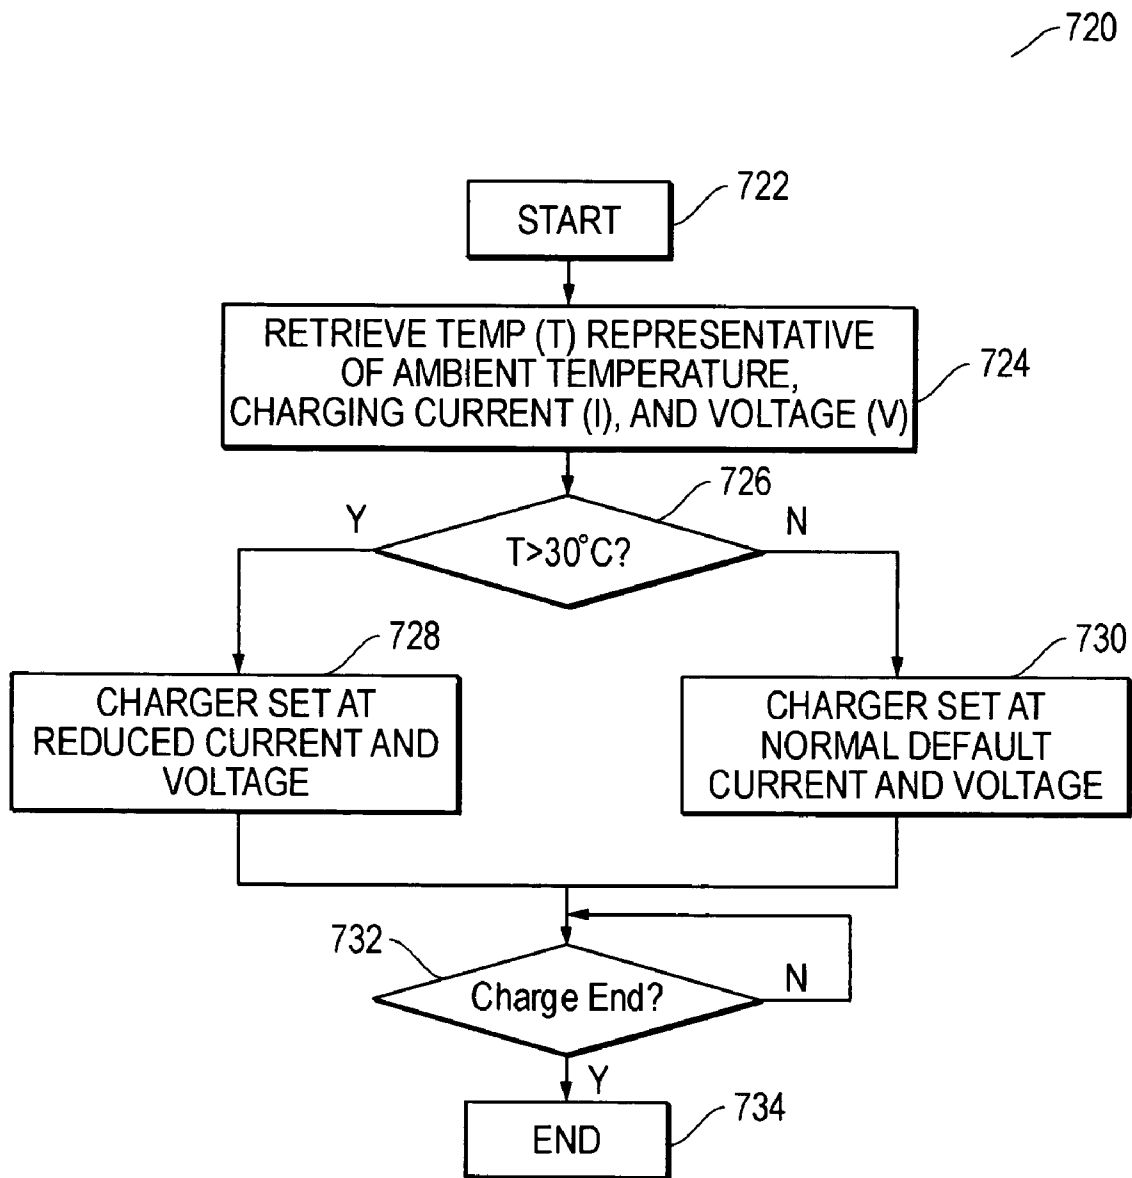 720
722
START
RETRIEVE TEMP (T) REPRESENTATIVE
OF AMBIENT TEMPERATURE,
CHARGING CURRENT (I), AND VOLTAGE (V)
724
726
Y
N
T>30°C?
728
730
CHARGER SET AT
REDUCED CURRENT AND
VOLTAGE
CHARGER SET AT
NORMAL DEFAULT
CURRENT AND VOLTAGE
732
Charge End?
N
Y
734
END